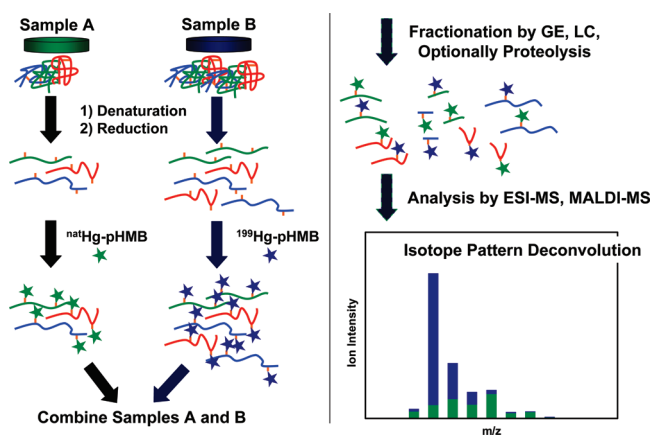 Sample A
Sample B
1) Denaturation
2) Reduction
natHg-pHMB
199Hg-pHMB
Combine Samples A and B
Fractionation by GE, LC,
Optionally Proteolysis
Analysis by ESI-MS, MALDI-MS
Isotope Pattern Deconvolution
Ion Intensity
m/z